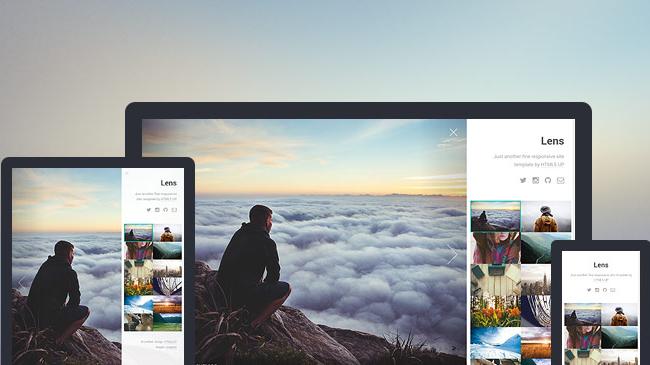 Lens
Just another fine responsive site
template by HTML5 UP
Lens
Just another fine responsive
site template by HTML5 UP
Lens
Just another fine responsive site template by
HTML5 UP